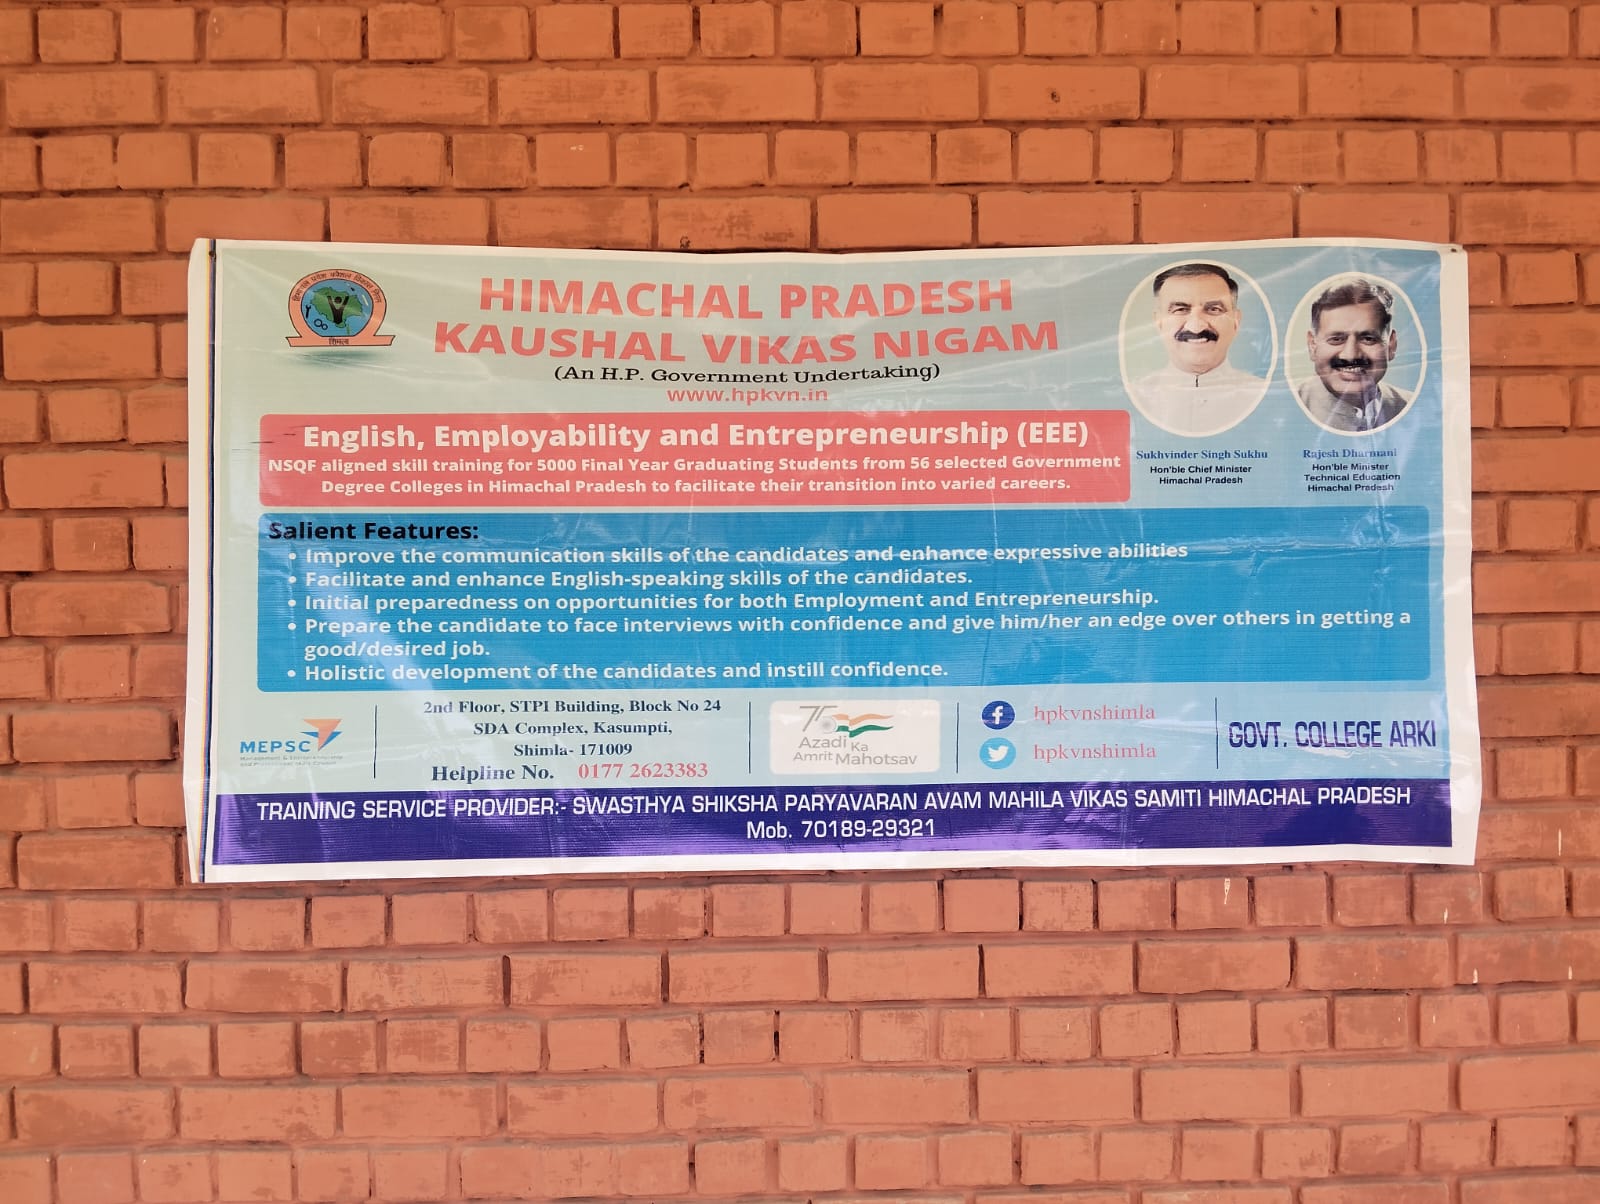 शिमला
HIMACHAL PRADESH
KAUSHAL VIKAS NIGAM
(An H.P. Government Undertaking)
www.hpkvn.in
English, Employability and Entrepreneurship (EEE)
NSQF aligned skill training for 5000 Final Year Graduating Students from 56 selected Government
Degree Colleges in Himachal Pradesh to facilitate their transition into varied careers.
Sukhvinder Singh Sukhu
Hon'ble Chief Minister
Himachal Pradesh
Rajesh Dharmani
Hon'ble Minister
Technical Education
Himachal Pradesh
Salient Features:
• Improve the communication skills of the candidates and enhance expressive abilities
• Facilitate and enhance English-speaking skills of the candidates.
• Initial preparedness on opportunities for both Employment and Entrepreneurship.
• Prepare the candidate to face interviews with confidence and give him/her an edge over others in getting a
good/desired job.
• Holistic development of the candidates and instill confidence.
MEPSC
Management & Entrepreneurship
and Professional Skills Council
2nd Floor, STPI Building, Block No 24
SDA Complex, Kasumpti,
Shimla- 171009
Helpline No. 0177 2623383
75
Azadi Ka
Amrit Mahotsav
hpkvnshimla
hpkvnshimla
GOVT. COLLEGE ARKI
TRAINING SERVICE PROVIDER:- SWASTHYA SHIKSHA PARYAVARAN AVAM MAHILA VIKAS SAMITI HIMACHAL PRADESH
Mob. 70189-29321